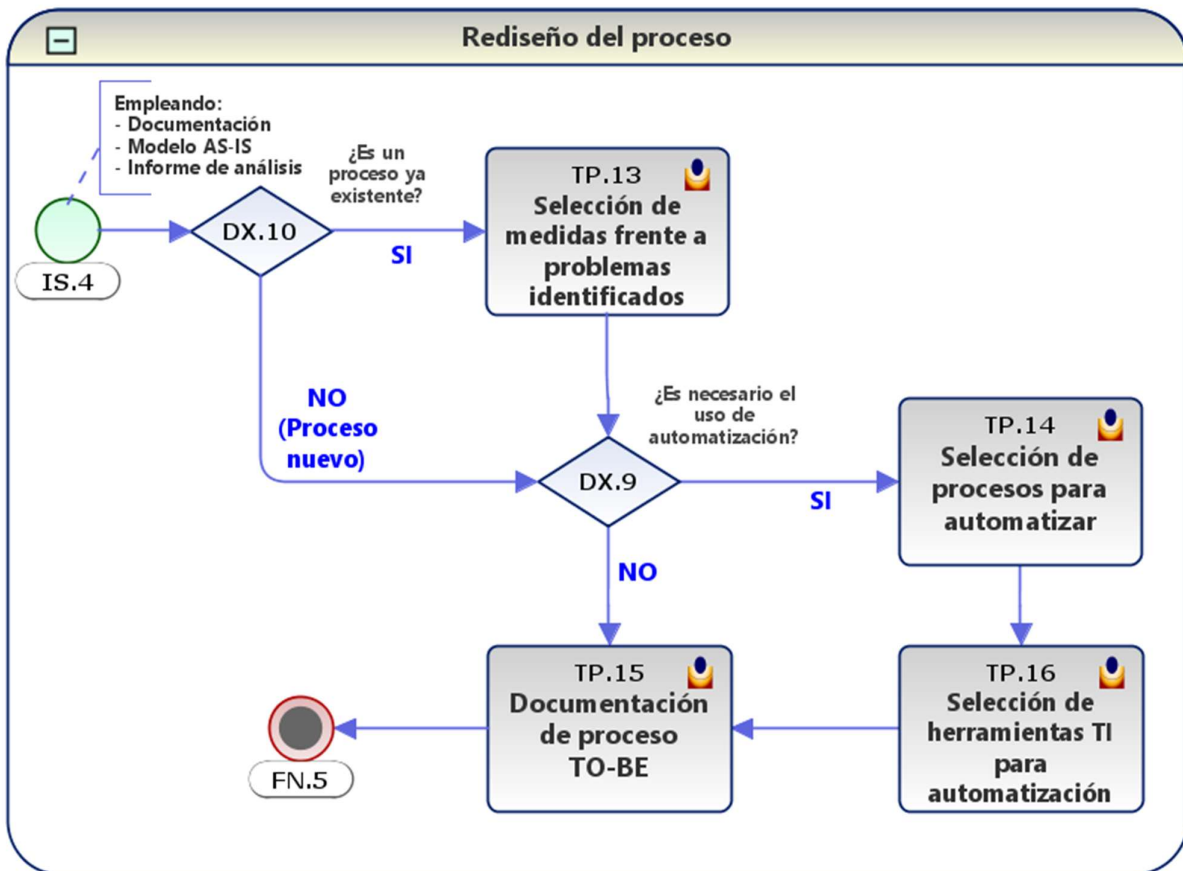 Rediseño del proceso
Empleando:
- Documentación
- Modelo AS-IS
- Informe de análisis
IS.4
DX.10
¿Es un
proceso ya
existente?
SI
TP.13
Selección de
medidas frente a
problemas
identificados
NO
(Proceso
nuevo)
¿Es necesario el
uso de
automatización?
DX.9
SI
TP.14
Selección de
procesos para
automatizar
NO
TP.15
Documentación
de proceso
TO-BE
TP.16
Selección de
herramientas TI
para
automatización
FN.5